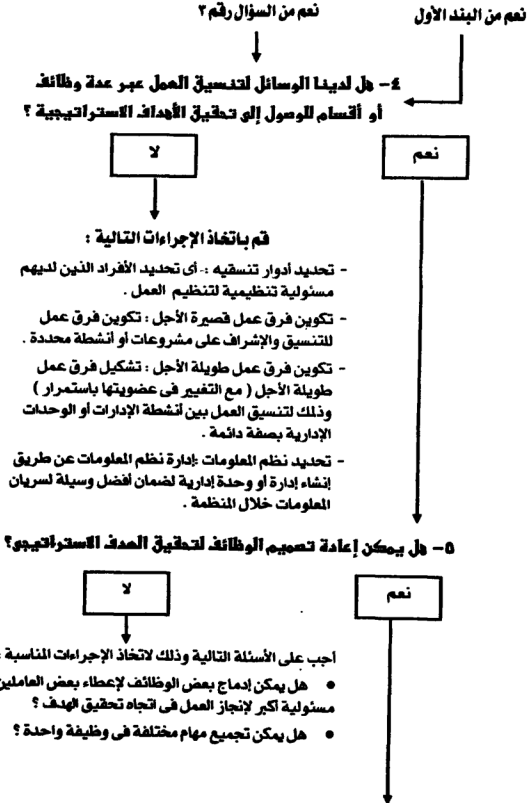 نعم من البند الأول
نعم من السؤال رقم ٣
٤- هل لدينا الوسائل لتنسيق العمل عبر عدة وظائف
أو أقسام للوصول إلى تحقيق الأهداف الاستراتيجية ؟
نعم
لا
قم باتخاذ الإجراءات التالية :
- تحديد أدوار تنسقيه :- أى تحديد الأفراد الذين لديهم
مسئولية تنظيمية لتنظيم العمل .
- تكوين فرق عمل قصيرة الأجل : تكوين فرق عمل
للتنسيق والإشراف على مشروعات أو أنشطة محددة .
- تكوين فرق عمل طويلة الأجل : تشكيل فرق عمل
طويلة الأجل ( مع التغيير فى عضويتها باستمرار )
وذلك لتنسيق العمل بين أنشطة الإدارات أو الوحدات
الإدارية بصفة دائمة .
- تحديد نظم المعلومات :إدارة نظم المعلومات عن طريق
إنشاء إدارة أو وحدة إدارية لضمان أفضل وسيلة لسريان
المعلومات خلال المنظمة .
٥- هل يمكن إعادة تصميم الوظائف لتحقيق الهدف الاستراتيجى؟
نعم
لا
أجب على الأسئلة التالية وذلك لاتخاذ الإجراءات المناسبة :
● هل يمكن إدماج بعض الوظائف لإعطاء بعض العاملين
مسئولية أكبر لإنجاز العمل فى اتجاه تحقيق الهدف ؟
● هل يمكن تجميع مهام مختلفة فى وظيفة واحدة ؟